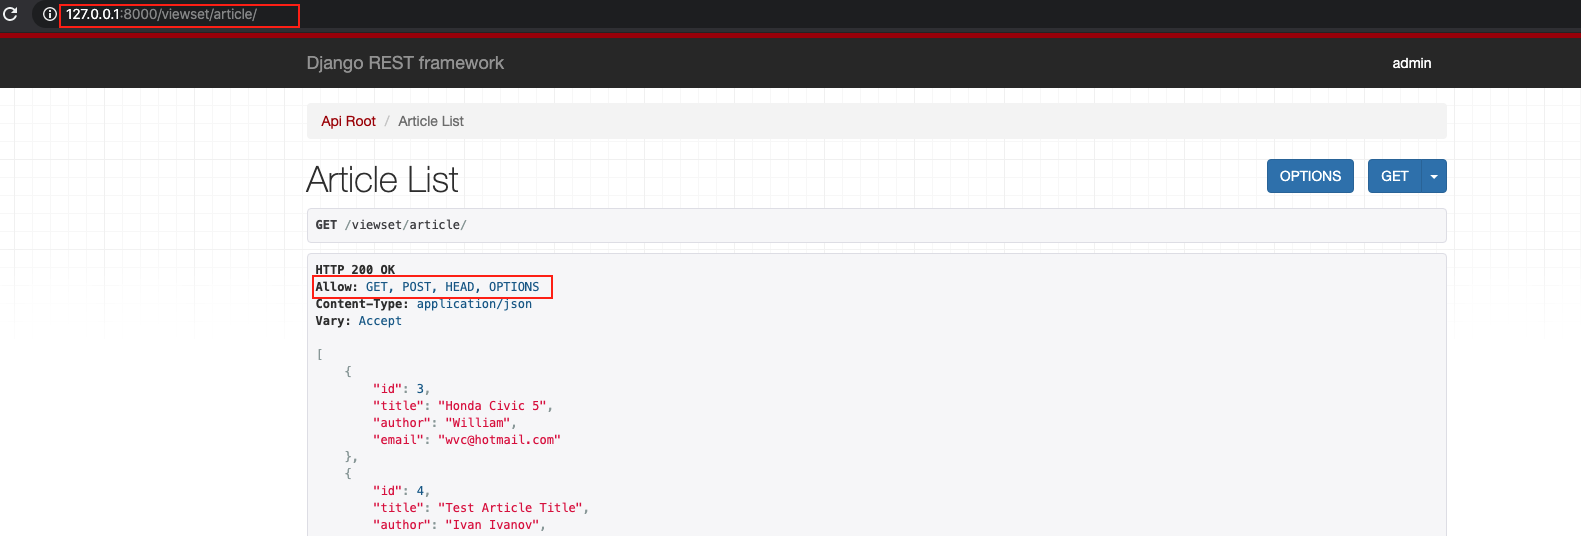 127.0.0.1:8000/viewset/article/
Django REST framework admin
Api Root / Article List
Article List OPTIONS GET
GET /viewset/article/
HTTP 200 OK
Allow: GET, POST, HEAD, OPTIONS
Content-Type: application/json
Vary: Accept
[
{
"id": 3,
"title": "Honda Civic 5",
"author": "William",
"email": "wvc@hotmail.com"
},
{
"id": 4,
"title": "Test Article Title",
"author": "Ivan Ivanov",